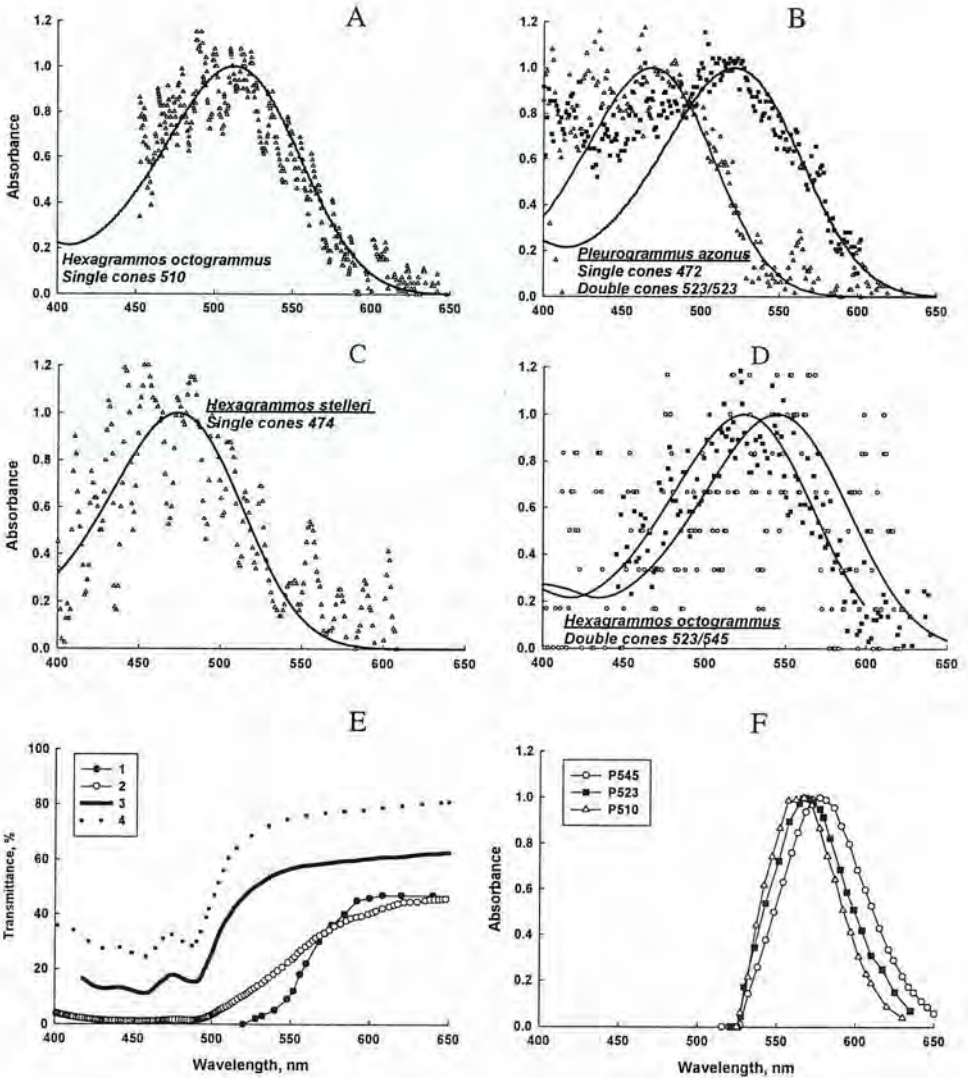 A
1.2
1.0
0.8
0.6
0.4
0.2
0.0
Absorbance
Hexagrammos octogrammus
Single cones 510
400 450 500 550 600 650
B
1.2
1.0
0.8
0.6
0.4
0.2
0.0
Pleurogrammus azonus
Single cones 472
Double cones 523/523
400 450 500 550 600 650
C
1.2
1.0
0.8
0.6
0.4
0.2
0.0
Absorbance
Hexagrammos stelleri
Single cones 474
400 450 500 550 600 650
D
1.2
1.0
0.8
0.6
0.4
0.2
0.0
Hexagrammos octogrammus
Double cones 523/545
400 450 500 550 600 650
E
100
80
60
40
20
0
Transmittance, %
1
2
3
4
400 450 500 550 600 650
Wavelength, nm
F
1.2
1.0
0.8
0.6
0.4
0.2
0.0
Absorbance
P545
P523
P510
400 450 500 550 600 650
Wavelength, nm